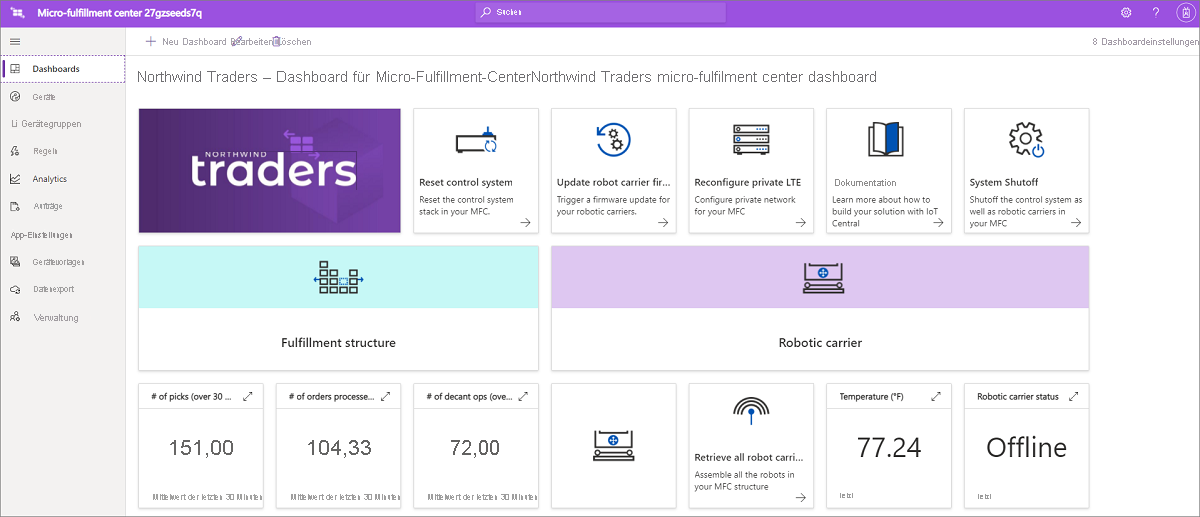 Micro-fulfillment center 27gzseeds7q
Suchen
?
Neu Dashboard Bearbeiten Löschen
8 Dashboardeinstellungen
Dashboards
Geräte
Li Gerätegruppen
Regeln
Analytics
Aufträge
App-Einstellungen
Gerätevorlagen
Datenexport
Verwaltung
Northwind Traders – Dashboard für Micro-Fulfillment-CenterNorthwind Traders micro-fulfilment center dashboard
NORTHWIND
traders
Reset control system
Reset the control system
stack in your MFC.
Update robot carrier fir...
Trigger a firmware update for
your robotic carriers.
Reconfigure private LTE
Configure private network
for your MFC
Dokumentation
Learn more about how to
build your solution with IoT
Central
System Shutoff
Shutoff the control system as
well as robotic carriers in
your MFC
Fulfillment structure
Robotic carrier
# of picks (over 30 ...
151,00
Mittelwert der letzten 30 Minuten
# of orders processe...
104,33
Mittelwert der letzten 30 Minuten
# of decant ops (ove...
72,00
Mittelwert der letzten 30 Minuten
Retrieve all robot carri...
Assemble all the robots in
your MFC structure
Temperature (°F)
77.24
letzt
Robotic carrier status
Offline
letzt